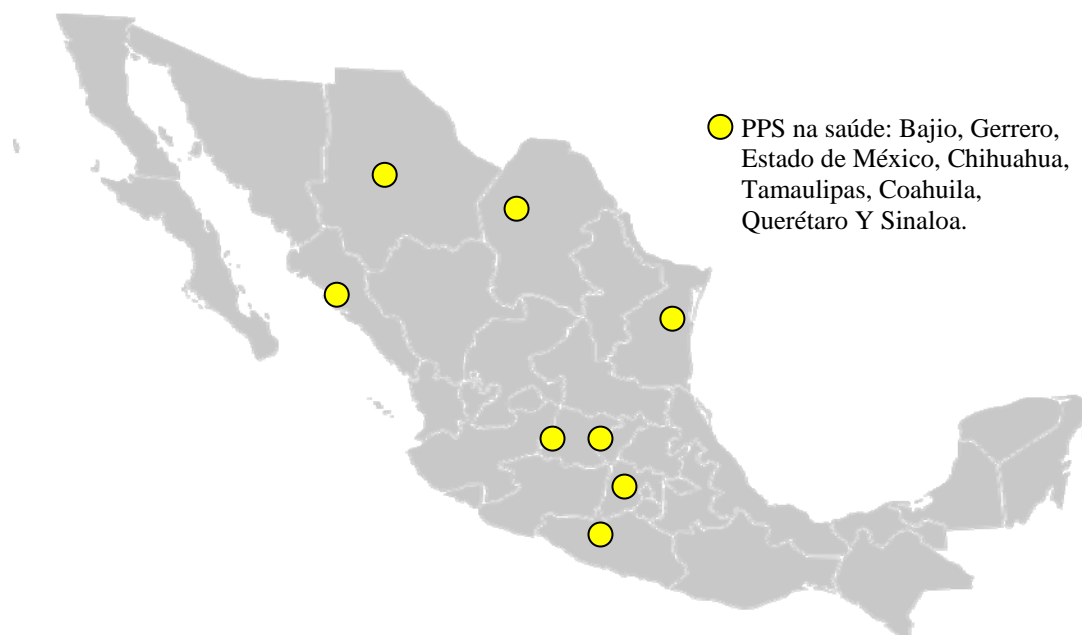 PPS na saúde: Bajio, Gerrero,
Estado de México, Chihuahua,
Tamaulipas, Coahuila,
Querétaro Y Sinaloa.